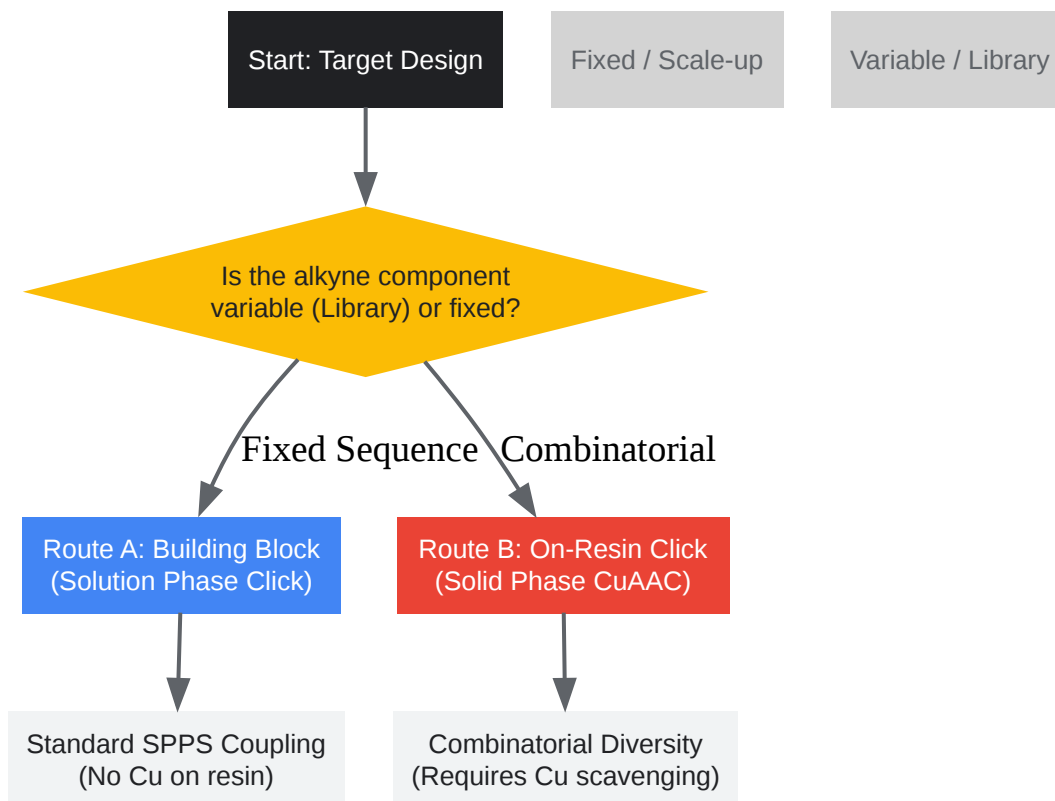 Start: Target Design
Fixed / Scale-up
Variable / Library
Is the alkyne component
variable (Library) or fixed?
Fixed Sequence
Combinatorial
Route A: Building Block
(Solution Phase Click)
Route B: On-Resin Click
(Solid Phase CuAAC)
Standard SPPS Coupling
(No Cu on resin)
Combinatorial Diversity
(Requires Cu scavenging)